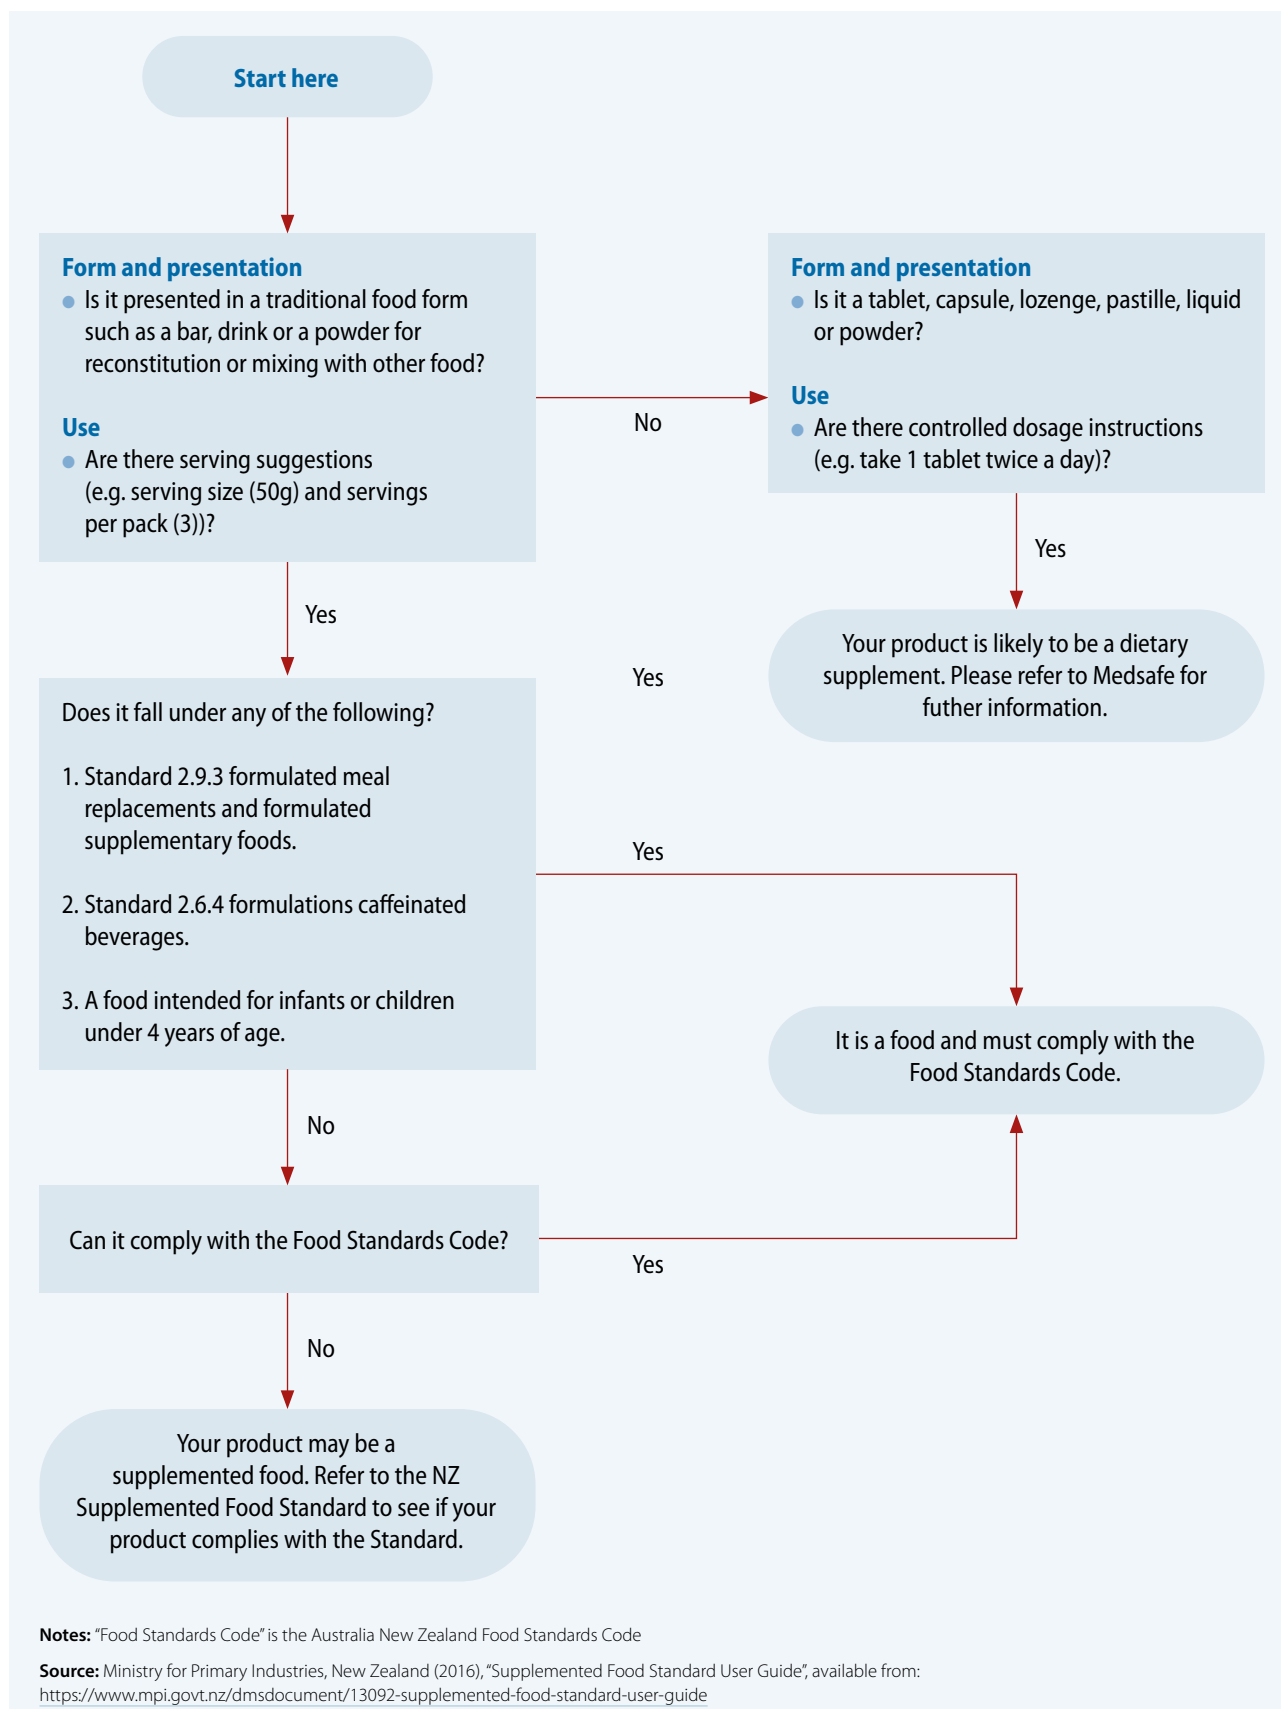 Start here
Form and presentation
● Is it presented in a traditional food form
such as a bar, drink or a powder for
reconstitution or mixing with other food?
Use
● Are there serving suggestions
(e.g. serving size (50g) and servings
per pack (3))?
No
Form and presentation
● Is it a tablet, capsule, lozenge, pastille, liquid
or powder?
Use
● Are there controlled dosage instructions
(e.g. take 1 tablet twice a day)?
Yes
Yes
Your product is likely to be a dietary
supplement. Please refer to Medsafe for
futher information.
Yes
Does it fall under any of the following?
1. Standard 2.9.3 formulated meal
replacements and formulated
supplementary foods.
2. Standard 2.6.4 formulations caffeinated
beverages.
3. A food intended for infants or children
under 4 years of age.
Yes
It is a food and must comply with the
Food Standards Code.
No
Can it comply with the Food Standards Code?
Yes
No
Your product may be a
supplemented food. Refer to the NZ
Supplemented Food Standard to see if your
product complies with the Standard.
Notes: "Food Standards Code" is the Australia New Zealand Food Standards Code
Source: Ministry for Primary Industries, New Zealand (2016), "Supplemented Food Standard User Guide", available from:
https://www.mpi.govt.nz/dmsdocument/13092-supplemented-food-standard-user-guide